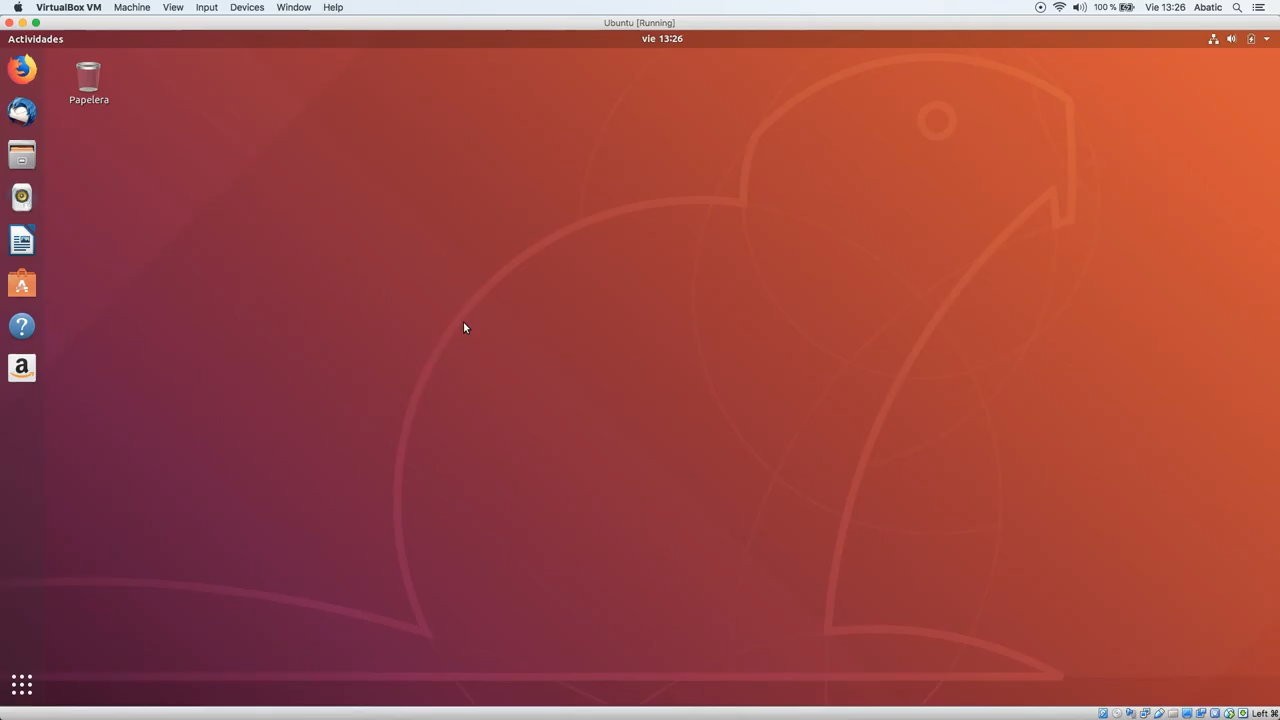 VirtualBox VM Machine View Input Devices Window Help 100 % Vie 13:26 Abatic
Ubuntu [Running]
Actividades vie 13:26
Papelera
Left ⌘